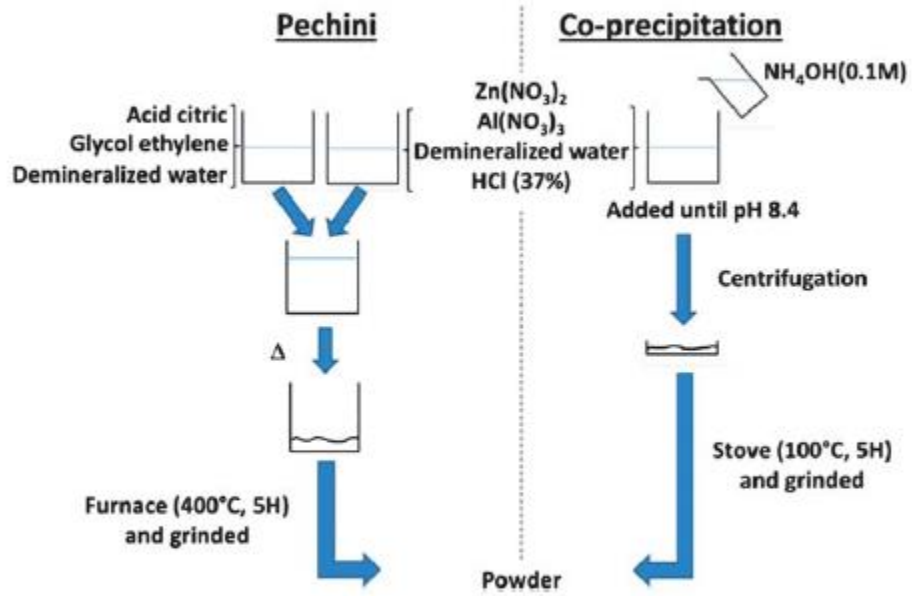 Pechini
Co-precipitation
NH₄OH(0.1M)
Acid citric
Glycol ethylene
Demineralized water
Zn(NO₃)₂
Al(NO₃)₃
Demineralized water
HCl (37%)
Added until pH 8.4
Centrifugation
Δ
Stove (100°C, 5H)
and grinded
Furnace (400°C, 5H)
and grinded
Powder